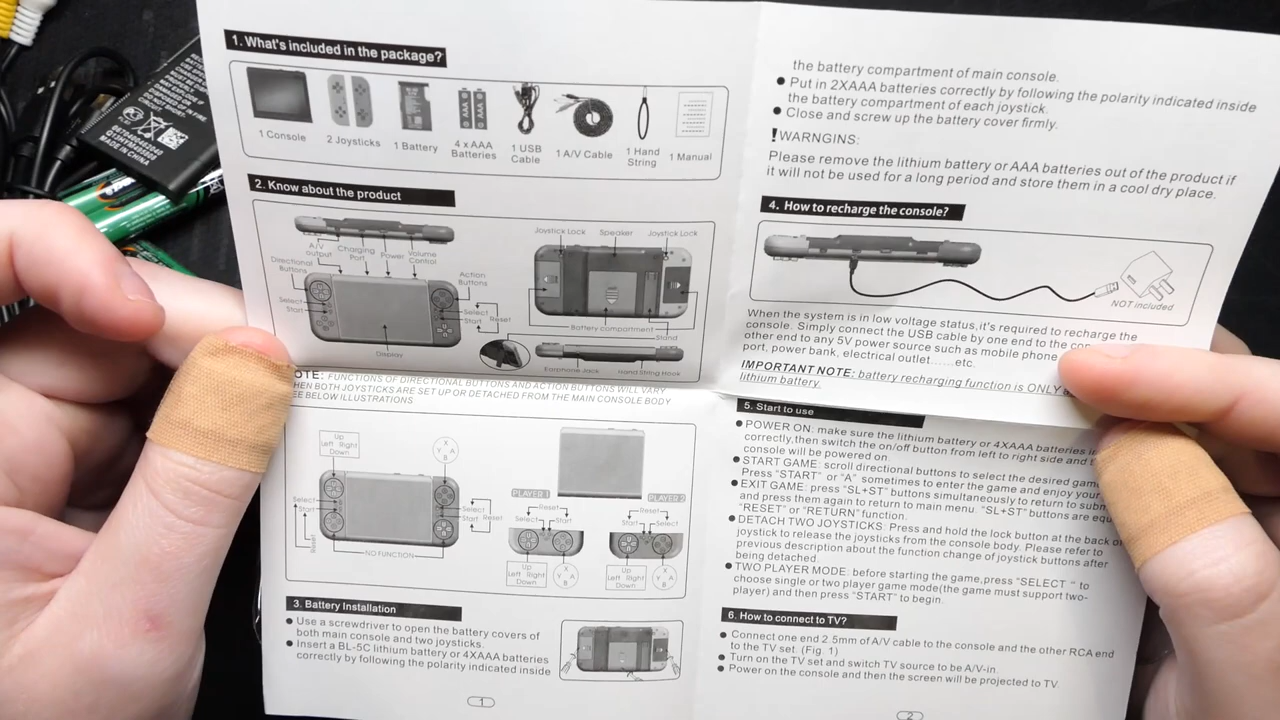 1. What's included in the package?
1 Console
2 Joysticks
1 Battery
4 x AAA
Batteries
1 USB
Cable
1 A/V Cable
1 Hand
String
1 Manual
2. Know about the product
A/V
Output
Charging
Port
Power
Volume
Control
Directional
Buttons
Action
Buttons
Select
Start
Select
Start
Reset
Display
Joystick Lock
Speaker
Joystick Lock
Battery compartment
Stand
Earphone Jack
Hand String Hook
OTE: FUNCTIONS OF DIRECTIONAL BUTTONS AND ACTION BUTTONS WILL VARY
HEN BOTH JOYSTICKS ARE SET UP OR DETACHED FROM THE MAIN CONSOLE BODY
EE BELOW ILLUSTRATIONS
Up
Left Right
Down
X
Y A
B
Select
Start
Reset
Select
Start
Reset
NO FUNCTION
PLAYER 1
Reset
Select
Start
Up
Left Right
Down
X
Y A
B
PLAYER 2
Reset
Start
Select
Up
Left Right
Down
X
Y A
B
3. Battery Installation
● Use a screwdriver to open the battery covers of
both main console and two joysticks.
● Insert a BL-5C lithium battery or 4XAAA batteries
correctly by following the polarity indicated inside
1
the battery compartment of main console.
● Put in 2XAAA batteries correctly by following the polarity indicated inside
the battery compartment of each joystick.
● Close and screw up the battery cover firmly.
!WARNGINS:
Please remove the lithium battery or AAA batteries out of the product if
it will not be used for a long period and store them in a cool dry place.
4. How to recharge the console?
NOT included
When the system is in low voltage status,it's required to recharge the
console. Simply connect the USB cable by one end to the
other end to any 5V power source such as mobile phone
port, power bank, electrical outlet......etc.
IMPORTANT NOTE: battery recharging function is ONLY
lithium battery.
5. Start to use
● POWER ON: make sure the lithium battery or 4XAAA batteries
correctly,then switch the on/off button from left to right side and
console will be powered on.
● START GAME: scroll directional buttons to select the desired
Press "START" or "A" sometimes to enter the game and enjoy
● EXIT GAME: press "SL+ST" buttons simultaneously to return to
and press them again to return to main menu. "SL+ST" buttons are
"RESET" or "RETURN" function.
● DETACH TWO JOYSTICKS: Press and hold the lock button at the back
joystick to release the joysticks from the console body. Please refer to
previous description about the function change of joystick buttons after
being detached.
● TWO PLAYER MODE: before starting the game,press "SELECT " to
choose single or two player game mode(the game must support two-
player) and then press "START" to begin.
6. How to connect to TV?
● Connect one end 2 5mm of A/V cable to the console and the other RCA end
to the TV set. (Fig. 1)
● Turn on the TV set and switch TV source to be A/V-in.
● Power on the console and then the screen will be projected to TV.
2
MADE IN CHINA